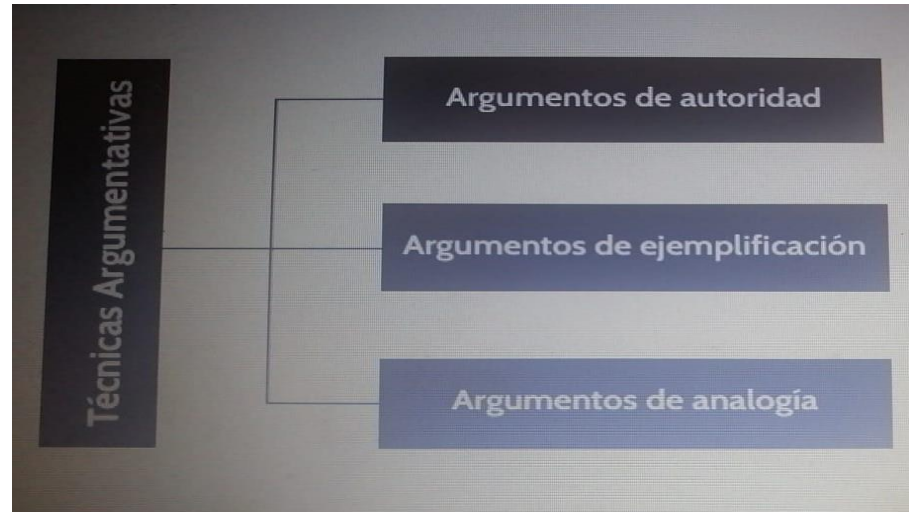 Técnicas Argumentativas
Argumentos de autoridad
Argumentos de ejemplificación
Argumentos de analogía